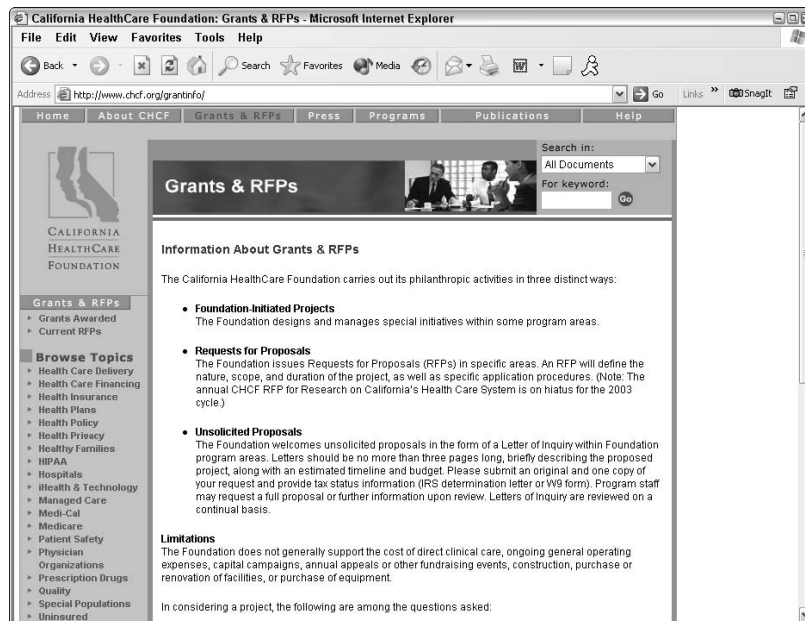 California HealthCare Foundation: Grants & RFPs - Microsoft Internet Explorer
File Edit View Favorites Tools Help
Back Search Favorites Media
Address http://www.chcf.org/grantinfo/ Go Links » SnagIt
Home About CHCF Grants & RFPs Press Programs Publications Help
Search in:
All Documents
For keyword:
Go
Grants & RFPs
CALIFORNIA
HEALTHCARE
FOUNDATION
Grants & RFPs
Grants Awarded
Current RFPs
Browse Topics
Health Care Delivery
Health Care Financing
Health Insurance
Health Plans
Health Policy
Health Privacy
Healthy Families
HIPAA
Hospitals
iHealth & Technology
Managed Care
Medi-Cal
Medicare
Patient Safety
Physician
Organizations
Prescription Drugs
Quality
Special Populations
Uninsured
Information About Grants & RFPs
The California HealthCare Foundation carries out its philanthropic activities in three distinct ways:
• Foundation-Initiated Projects
The Foundation designs and manages special initiatives within some program areas.
• Requests for Proposals
The Foundation issues Requests for Proposals (RFPs) in specific areas. An RFP will define the
nature, scope, and duration of the project, as well as specific application procedures. (Note: The
annual CHCF RFP for Research on California's Health Care System is on hiatus for the 2003
cycle.)
• Unsolicited Proposals
The Foundation welcomes unsolicited proposals in the form of a Letter of Inquiry within Foundation
program areas. Letters should be no more than three pages long, briefly describing the proposed
project, along with an estimated timeline and budget. Please submit an original and one copy of
your request and provide tax status information (IRS determination letter or W9 form). Program staff
may request a full proposal or further information upon review. Letters of Inquiry are reviewed on a
continual basis.
Limitations
The Foundation does not generally support the cost of direct clinical care, ongoing general operating
expenses, capital campaigns, annual appeals or other fundraising events, construction, purchase or
renovation of facilities, or purchase of equipment.
In considering a project, the following are among the questions asked: